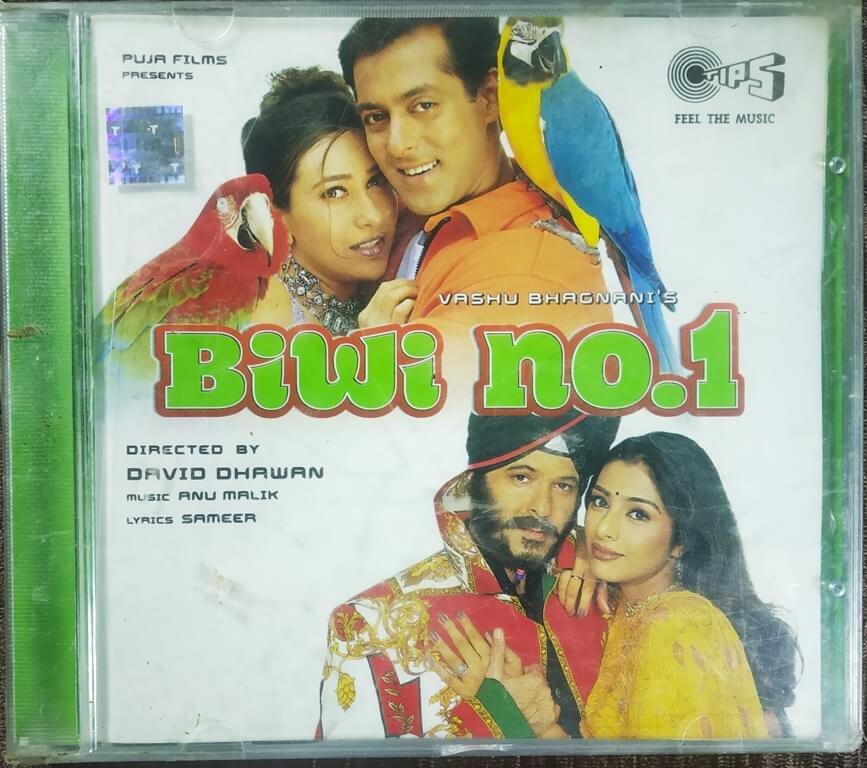 PUJA FILMS
PRESENTS
TIPS
FEEL THE MUSIC
T T
T
T T
VASHU BHAGNANI'S
BIWI NO.1
DIRECTED BY
DAVID DHAWAN
MUSIC ANU MALIK
LYRICS SAMEER